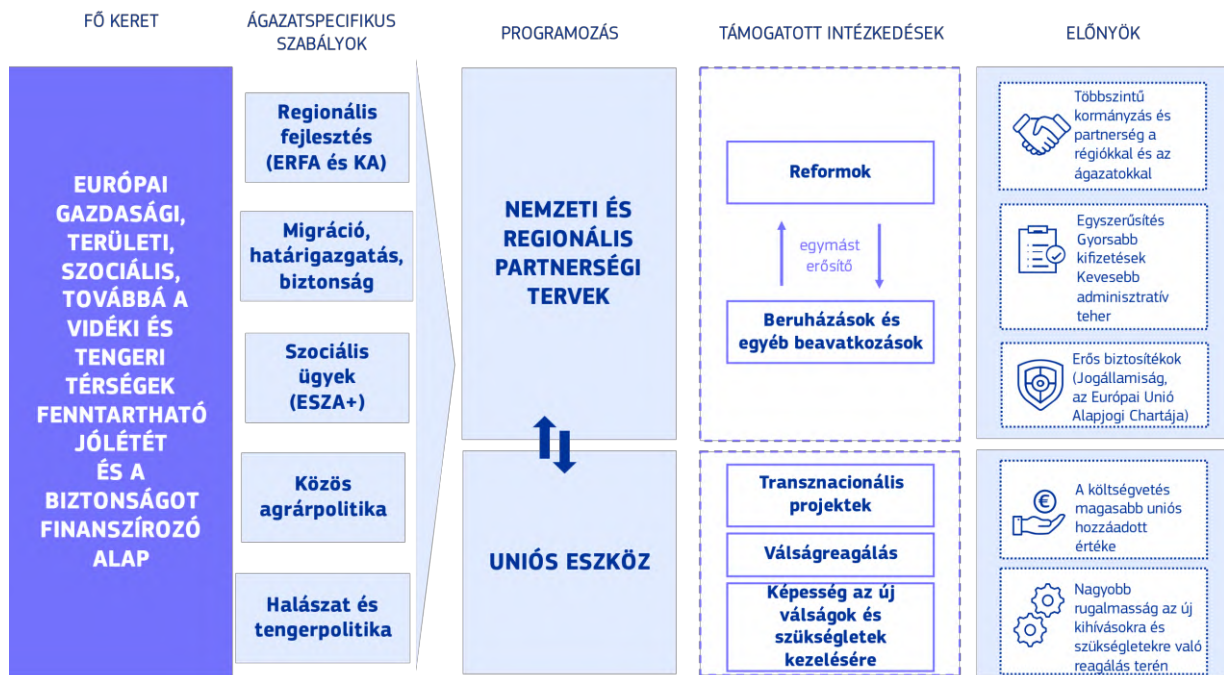 FŐ KERET
ÁGAZATSPECIFIKUS
SZABÁLYOK
PROGRAMOZÁS
TÁMOGATOTT INTÉZKEDÉSEK
ELŐNYÖK
EURÓPAI
GAZDASÁGI,
TERÜLETI,
SZOCIÁLIS,
TOVÁBBÁ A
VIDÉKI ÉS
TENGERI
TÉRSÉGEK
FENNTARTHATÓ
JÓLÉTÉT
ÉS A
BIZTONSÁGOT
FINANSZÍROZÓ
ALAP
Regionális
fejlesztés
(ERFA és KA)
Migráció,
határigazgatás,
biztonság
Szociális
ügyek
(ESZA+)
Közös
agrárpolitika
Halászat és
tengerpolitika
NEMZETI ÉS
REGIONÁLIS
PARTNERSÉGI
TERVEK
UNIÓS ESZKÖZ
Reformok
egymást
erősítő
Beruházások és
egyéb beavatkozások
Transznacionális
projektek
Válságreagálás
Képesség az új
válságok és
szükségletek
kezelésére
Többszintű
kormányzás és
partnerség a
régiókkal és az
ágazatokkal
Egyszerűsítés
Gyorsabb
kifizetések
Kevesebb
adminisztratív
teher
Erős biztosítékok
(Jogállamiság,
az Európai Unió
Alapjogi Chartája)
A költségvetés
magasabb uniós
hozzáadott
értéke
Nagyobb
rugalmasság az új
kihívásokra és
szükségletekre való
reagálás terén